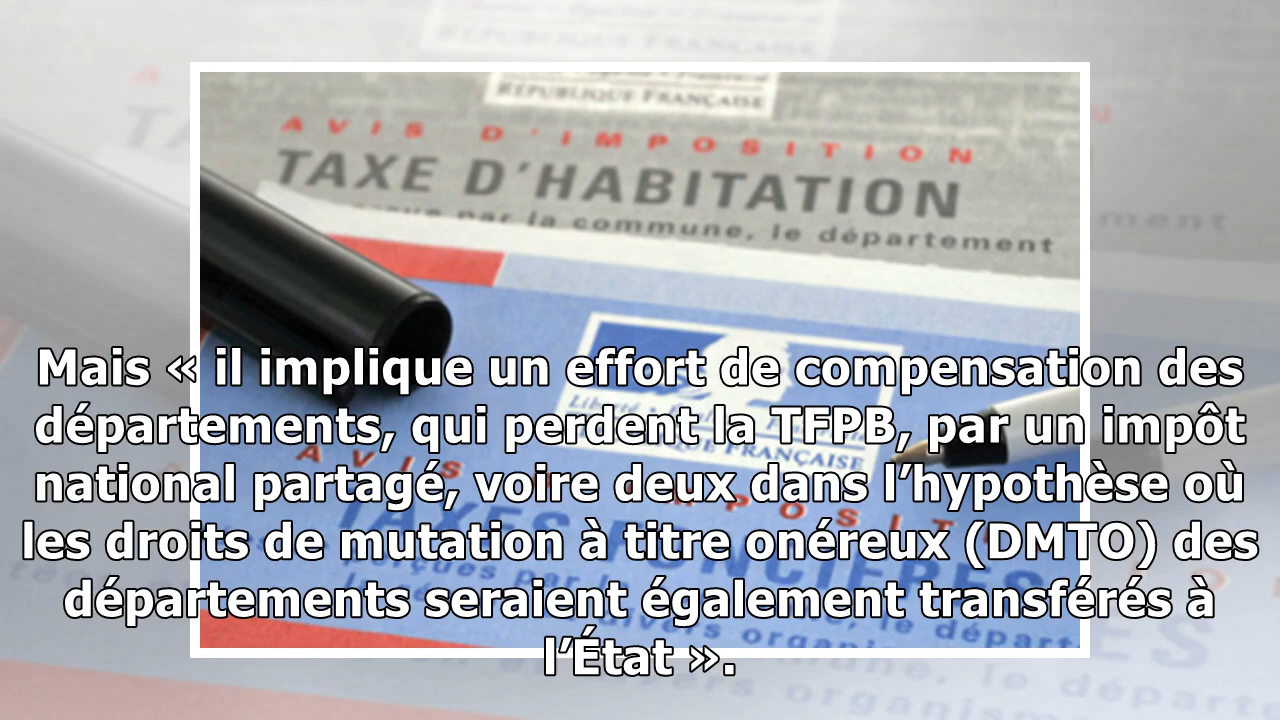 RÉPUBLIQUE FRANÇAISE
AVIS D'IMPOSITION
TAXE D'HABITATION
par la commune, le département
Mais « il implique un effort de compensation des
départements, qui perdent la TFPB, par un impôt
national partagé, voire deux dans l’hypothèse où
les droits de mutation à titre onéreux (DMTO) des
départements seraient également transférés à
l’État ».